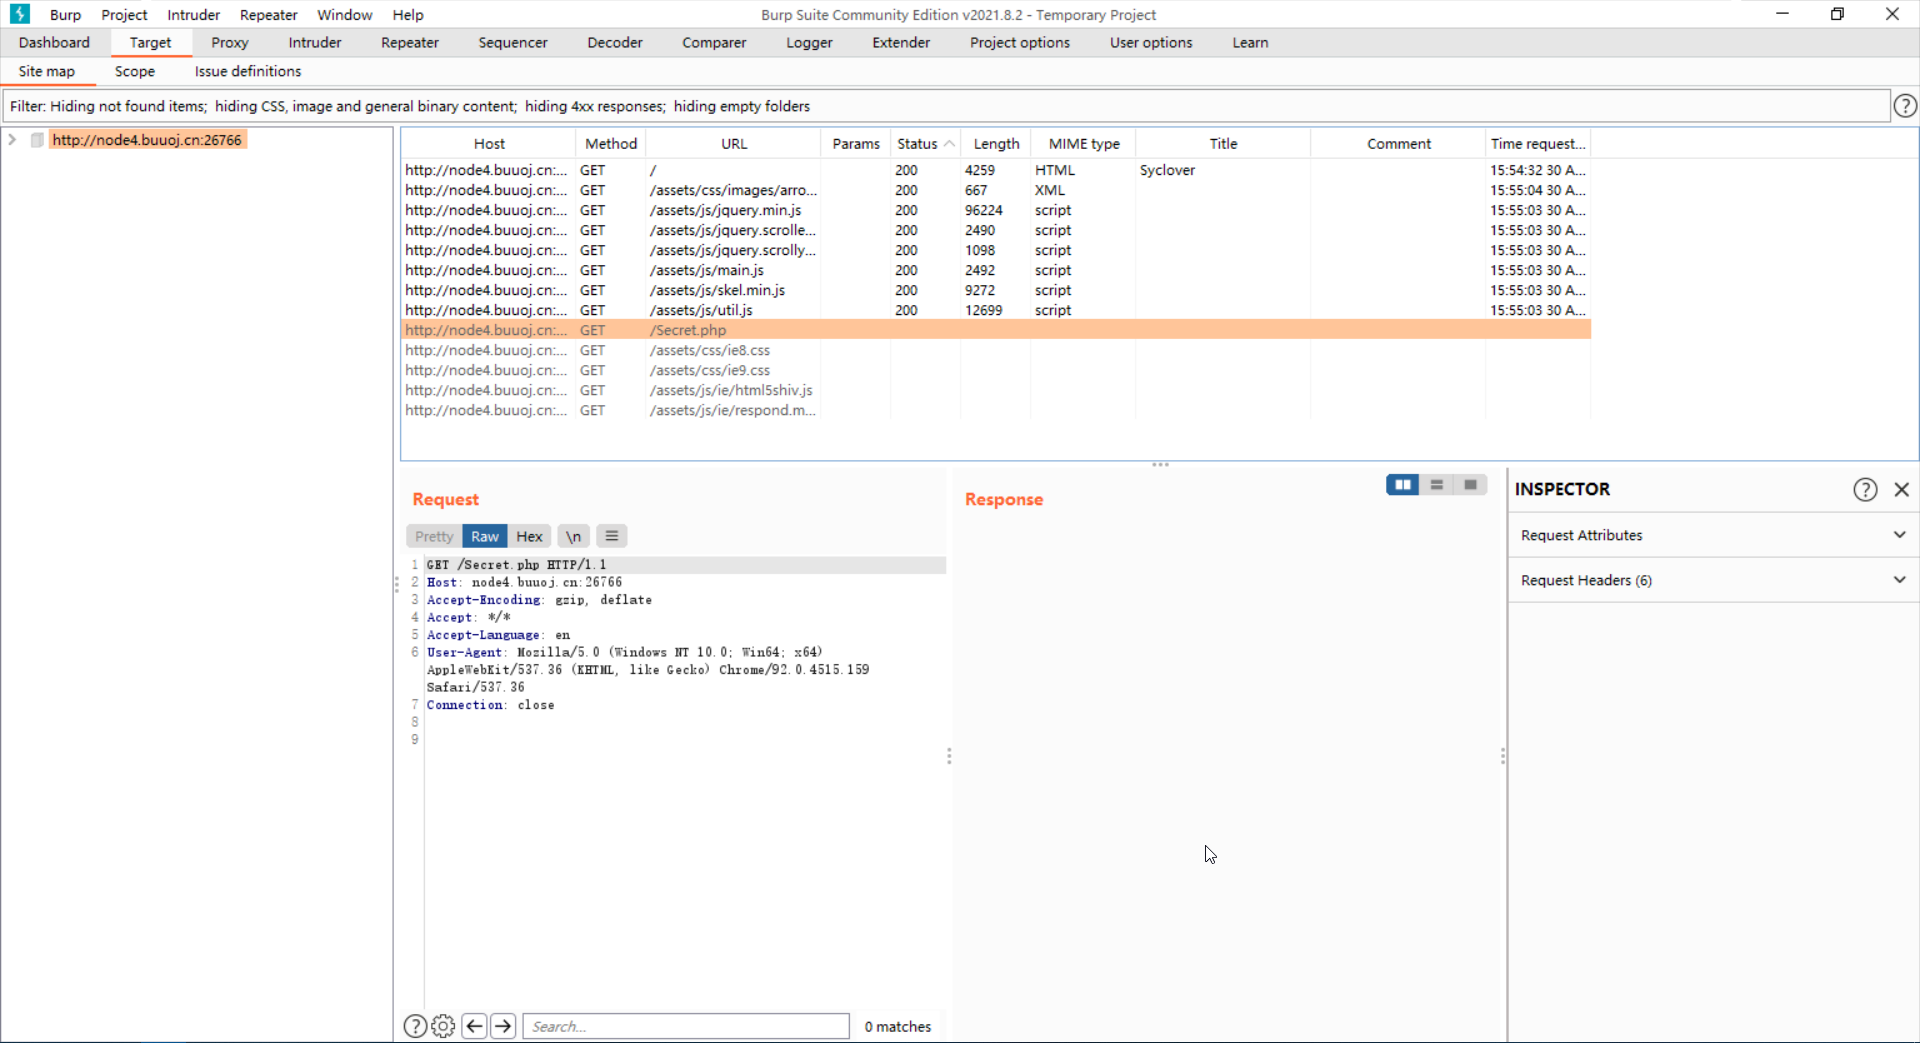 Burp Project Intruder Repeater Window Help Burp Suite Community Edition v2021.8.2 - Temporary Project
Dashboard Target Proxy Intruder Repeater Sequencer Decoder Comparer Logger Extender Project options User options Learn
Site map Scope Issue definitions
Filter: Hiding not found items; hiding CSS, image and general binary content; hiding 4xx responses; hiding empty folders ?
http://node4.buuoj.cn:26766
Host Method URL Params Status Length MIME type Title Comment Time request...
http://node4.buuoj.cn:... GET / 200 4259 HTML Syclover 15:54:32 30 A...
http://node4.buuoj.cn:... GET /assets/css/images/arro... 200 667 XML 15:55:04 30 A...
http://node4.buuoj.cn:... GET /assets/js/jquery.min.js 200 96224 script 15:55:03 30 A...
http://node4.buuoj.cn:... GET /assets/js/jquery.scrolle... 200 2490 script 15:55:03 30 A...
http://node4.buuoj.cn:... GET /assets/js/jquery.scrolly... 200 1098 script 15:55:03 30 A...
http://node4.buuoj.cn:... GET /assets/js/main.js 200 2492 script 15:55:03 30 A...
http://node4.buuoj.cn:... GET /assets/js/skel.min.js 200 9272 script 15:55:03 30 A...
http://node4.buuoj.cn:... GET /assets/js/util.js 200 12699 script 15:55:03 30 A...
http://node4.buuoj.cn:... GET /Secret.php
http://node4.buuoj.cn:... GET /assets/css/ie8.css
http://node4.buuoj.cn:... GET /assets/css/ie9.css
http://node4.buuoj.cn:... GET /assets/js/ie/html5shiv.js
http://node4.buuoj.cn:... GET /assets/js/ie/respond.m...
Request
Pretty Raw Hex \n
1 GET /Secret.php HTTP/1.1
2 Host: node4.buuoj.cn:26766
3 Accept-Encoding: gzip, deflate
4 Accept: */*
5 Accept-Language: en
6 User-Agent: Mozilla/5.0 (Windows NT 10.0; Win64; x64)
AppleWebKit/537.36 (KHTML, like Gecko) Chrome/92.0.4515.159
Safari/537.36
7 Connection: close
8
9
? Search... 0 matches
Response
INSPECTOR ?
Request Attributes
Request Headers (6)